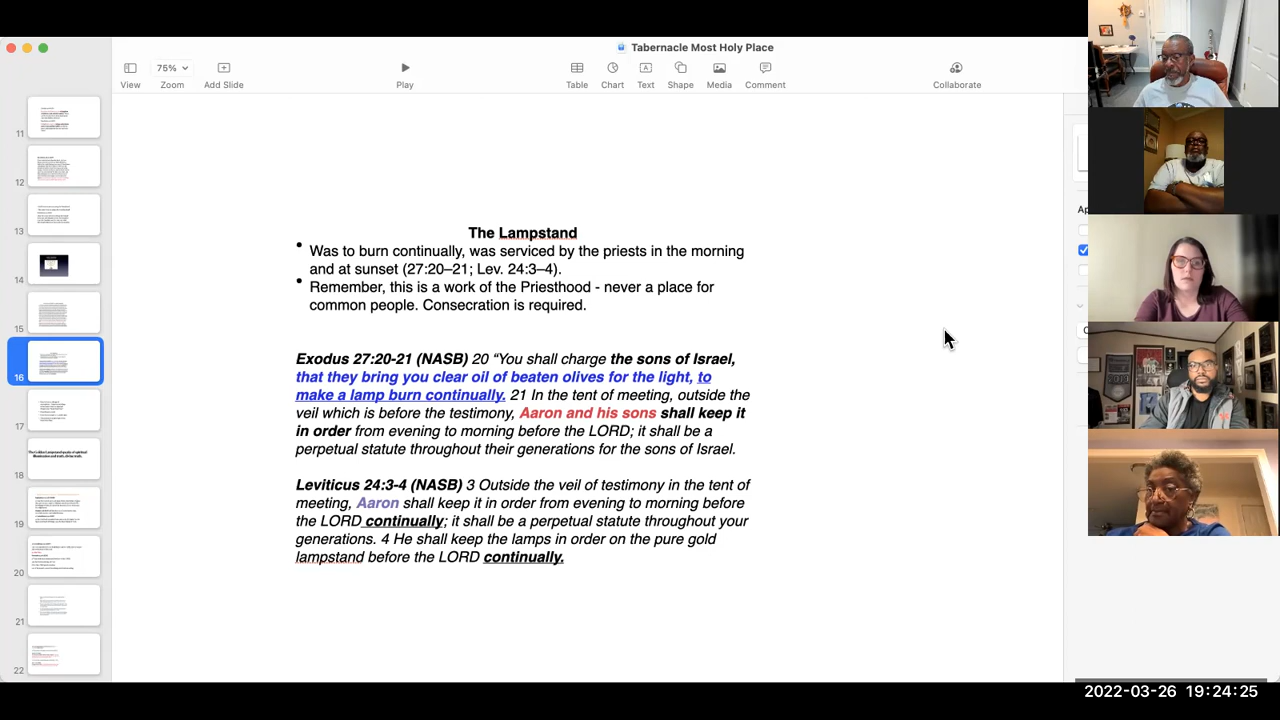 Tabernacle Most Holy Place
75%
View
Zoom
Add Slide
Play
Table
Chart
Text
Shape
Media
Comment
Collaborate
11
12
13
14
15
16
17
18
19
20
21
22
The Lampstand
• Was to burn continually, was serviced by the priests in the morning
and at sunset (27:20–21; Lev. 24:3–4).
• Remember, this is a work of the Priesthood - never a place for
common people. Consecration is required.
Exodus 27:20-21 (NASB) 20 “You shall charge the sons of Israel,
that they bring you clear oil of beaten olives for the light, to
make a lamp burn continually. 21 In the tent of meeting, outside the
veil which is before the testimony, Aaron and his sons shall keep it
in order from evening to morning before the LORD; it shall be a
perpetual statute throughout their generations for the sons of Israel.
Leviticus 24:3-4 (NASB) 3 Outside the veil of testimony in the tent of
meeting, Aaron shall keep it in order from evening to morning before
the LORD continually; it shall be a perpetual statute throughout your
generations. 4 He shall keep the lamps in order on the pure gold
lampstand before the LORD continually.
2022-03-26 19:24:25